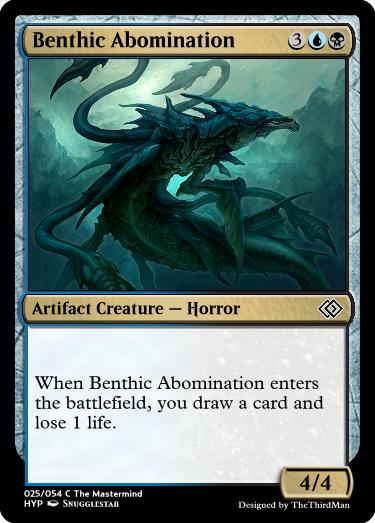 Benthic Abomination 3
Artifact Creature — Horror
When Benthic Abomination enters
the battlefield, you draw a card and
lose 1 life.
4/4
025/054 C The Mastermind
HYP SNUGGLESTAB
Designed by TheThirdMan